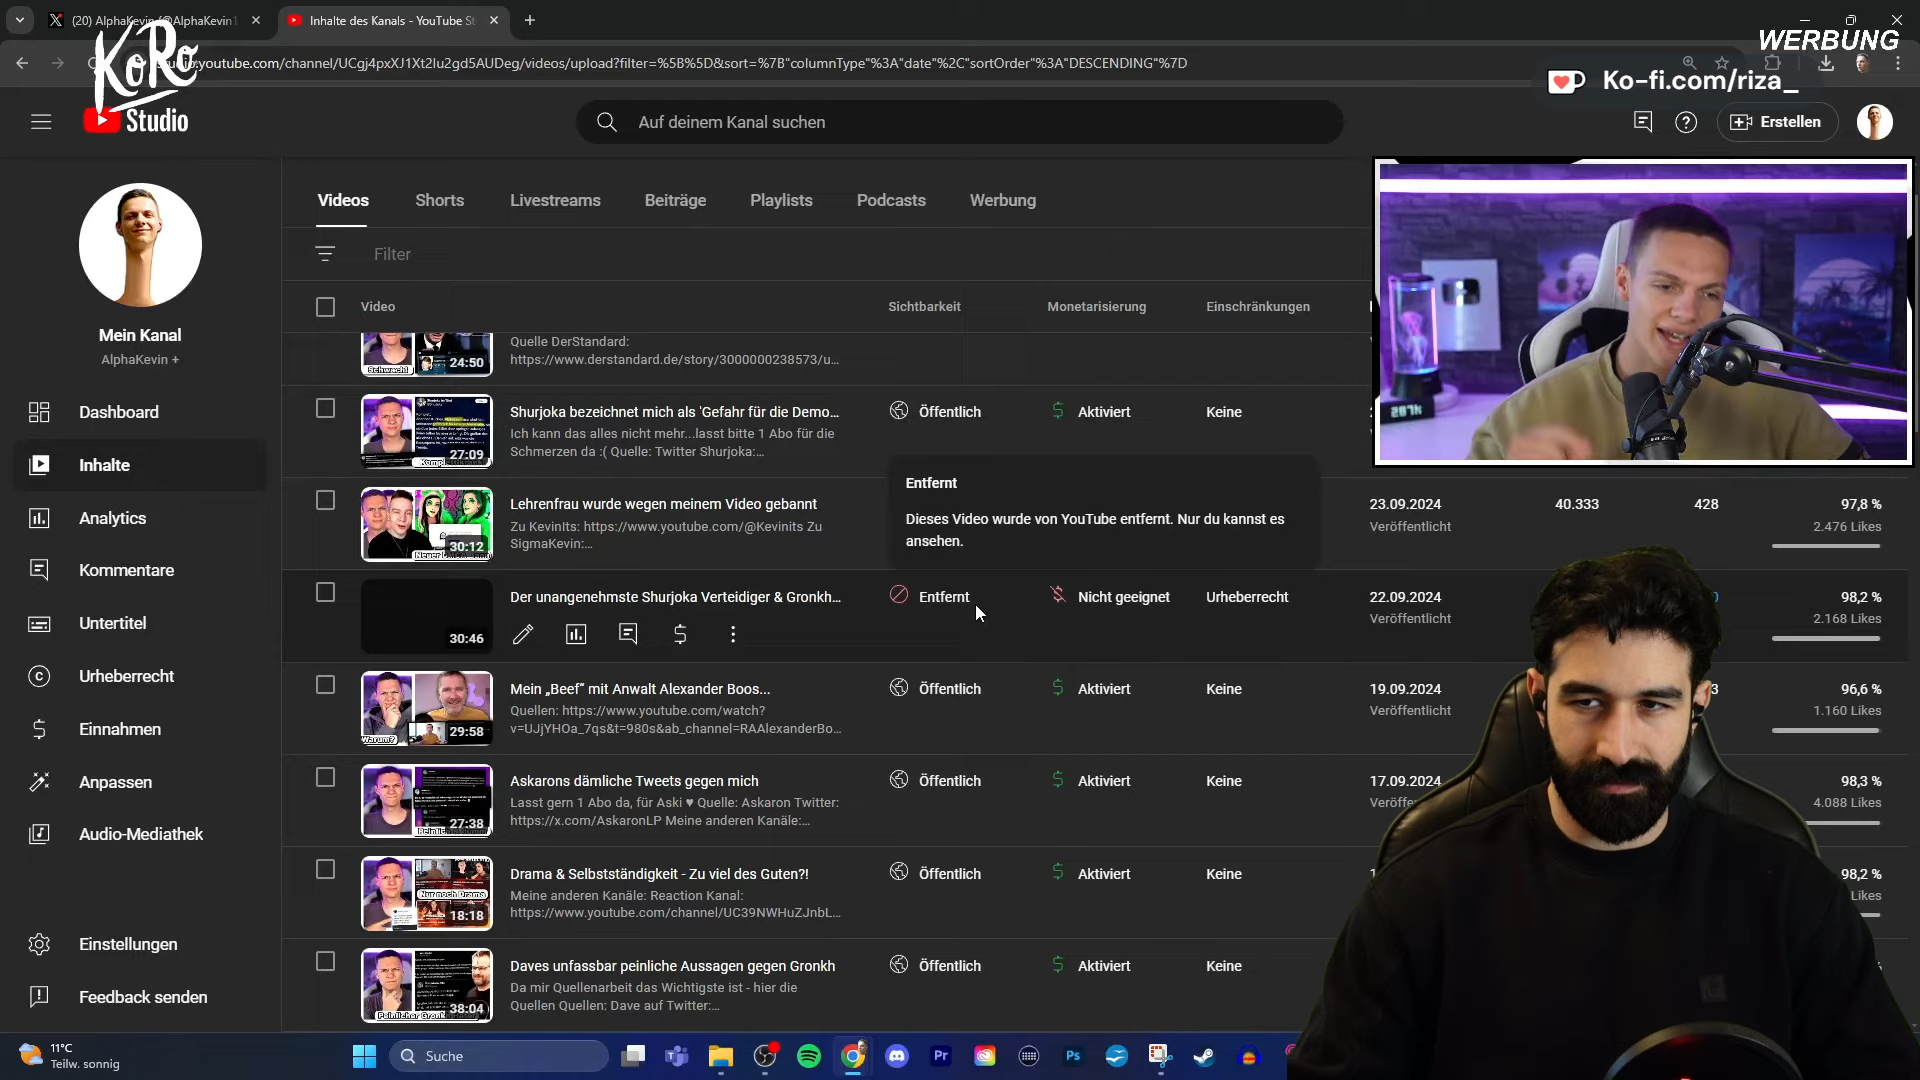 (20) AlphaKevin (@AlphaKevin1
Inhalte des Kanals - YouTube St
WERBUNG
KoRo
studio.youtube.com/channel/UCgj4pxXJ1Xt2lu2gd5AUDeg/videos/upload?filter=%5B%5D&sort=%7B"columnType"%3A"date"%2C"sortOrder"%3A"DESCENDING"%7D
Ko-fi.com/riza_
Studio
Auf deinem Kanal suchen
Erstellen
Videos
Shorts
Livestreams
Beiträge
Playlists
Podcasts
Werbung
Filter
Video
Sichtbarkeit
Monetarisierung
Einschränkungen
Mein Kanal
AlphaKevin +
Dashboard
Inhalte
Analytics
Kommentare
Untertitel
Urheberrecht
Einnahmen
Anpassen
Audio-Mediathek
Einstellungen
Feedback senden
Schwach!
24:50
Quelle DerStandard:
https://www.derstandard.de/story/3000000238573/u...
27:09
Shurjoka bezeichnet mich als 'Gefahr für die Demo...
Ich kann das alles nicht mehr...lasst bitte 1 Abo für die
Schmerzen da :( Quelle: Twitter Shurjoka:...
Öffentlich
Aktiviert
Keine
30:12
Lehrenfrau wurde wegen meinem Video gebannt
Zu KevinIts: https://www.youtube.com/@Kevinits Zu
SigmaKevin:...
Entfernt
Dieses Video wurde von YouTube entfernt. Nur du kannst es
ansehen.
23.09.2024
Veröffentlicht
40.333
428
97,8 %
2.476 Likes
30:46
Der unangenehmste Shurjoka Verteidiger & Gronkh...
Entfernt
Nicht geeignet
Urheberrecht
22.09.2024
Veröffentlicht
98,2 %
2.168 Likes
Warum?
29:58
Mein „Beef“ mit Anwalt Alexander Boos...
Quellen: https://www.youtube.com/watch?
v=UJjYHOa_7qs&t=980s&ab_channel=RAAlexanderBo...
Öffentlich
Aktiviert
Keine
19.09.2024
Veröffentlicht
3
96,6 %
1.160 Likes
27:38
Askarons dämliche Tweets gegen mich
Lasst gern 1 Abo da, für Aski ♥ Quelle: Askaron Twitter:
https://x.com/AskaronLP Meine anderen Kanäle:...
Öffentlich
Aktiviert
Keine
17.09.2024
98,3 %
4.088 Likes
Nur noch Drama
18:18
Drama & Selbstständigkeit - Zu viel des Guten?!
Meine anderen Kanäle: Reaction Kanal:
https://www.youtube.com/channel/UC39NWHuZJnbL...
Öffentlich
Aktiviert
Keine
98,2 %
Likes
38:04
Daves unfassbar peinliche Aussagen gegen Gronkh
Da mir Quellenarbeit das Wichtigste ist - hier die
Quellen Quellen: Dave auf Twitter:...
Öffentlich
Aktiviert
Keine
11°C
Teilw. sonnig
Suche
Pr
Ps